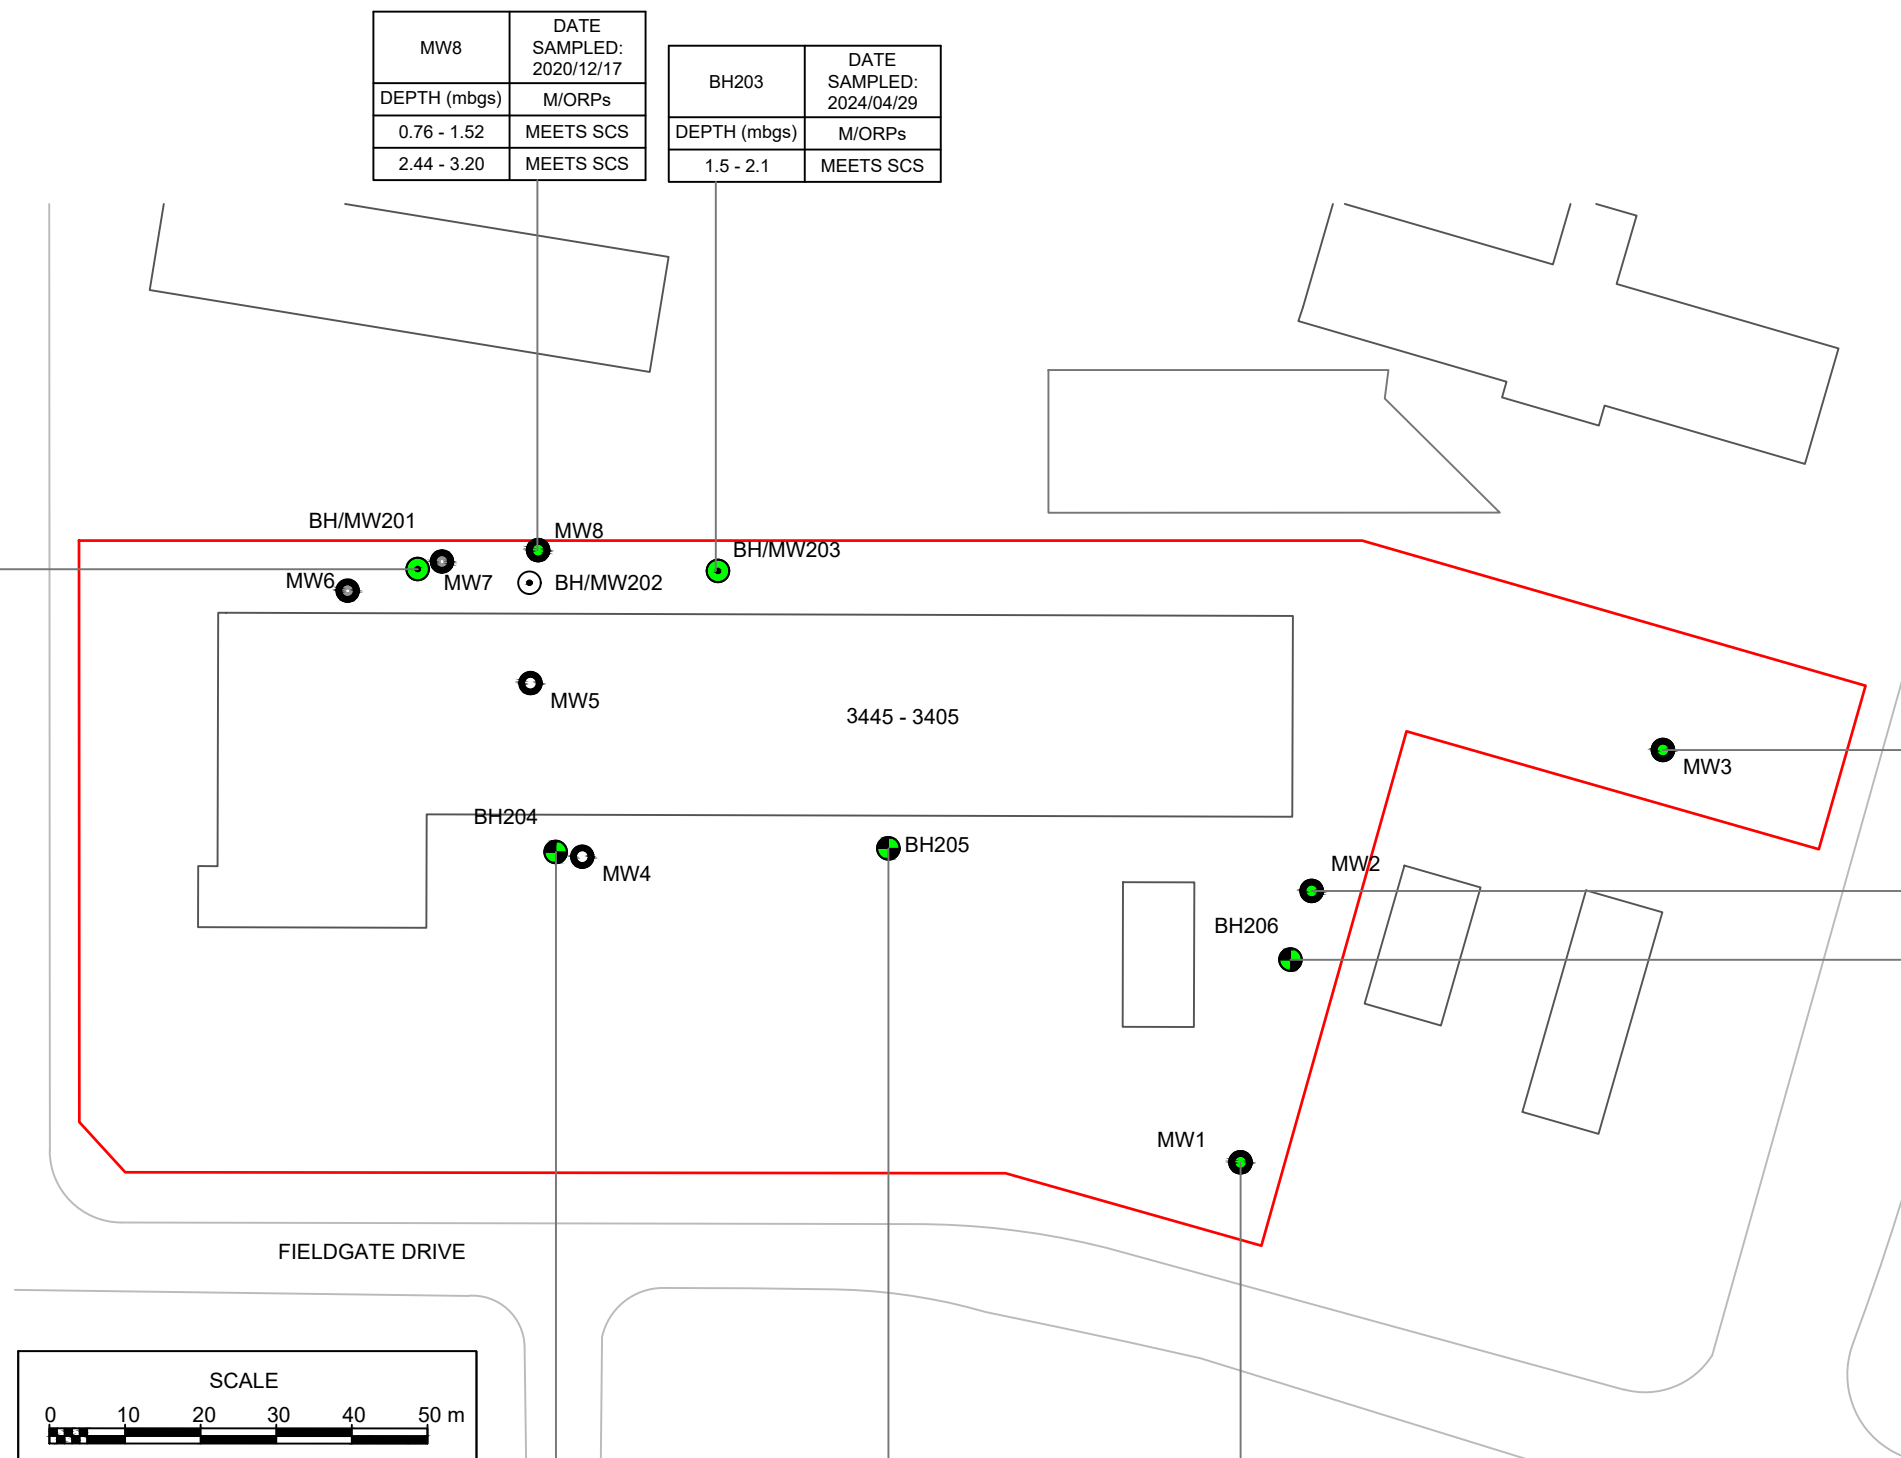 MW8
DATE
SAMPLED:
2020/12/17
DEPTH (mbgs)
M/ORPs
0.76 - 1.52
MEETS SCS
2.44 - 3.20
MEETS SCS
BH203
DATE
SAMPLED:
2024/04/29
DEPTH (mbgs)
M/ORPs
1.5 - 2.1
MEETS SCS
BH/MW201
MW8
BH/MW203
MW6
MW7
BH/MW202
MW5
3445 - 3405
MW3
BH204
BH205
MW4
MW2
BH206
MW1
FIELDGATE DRIVE
SCALE
0 10 20 30 40 50 m